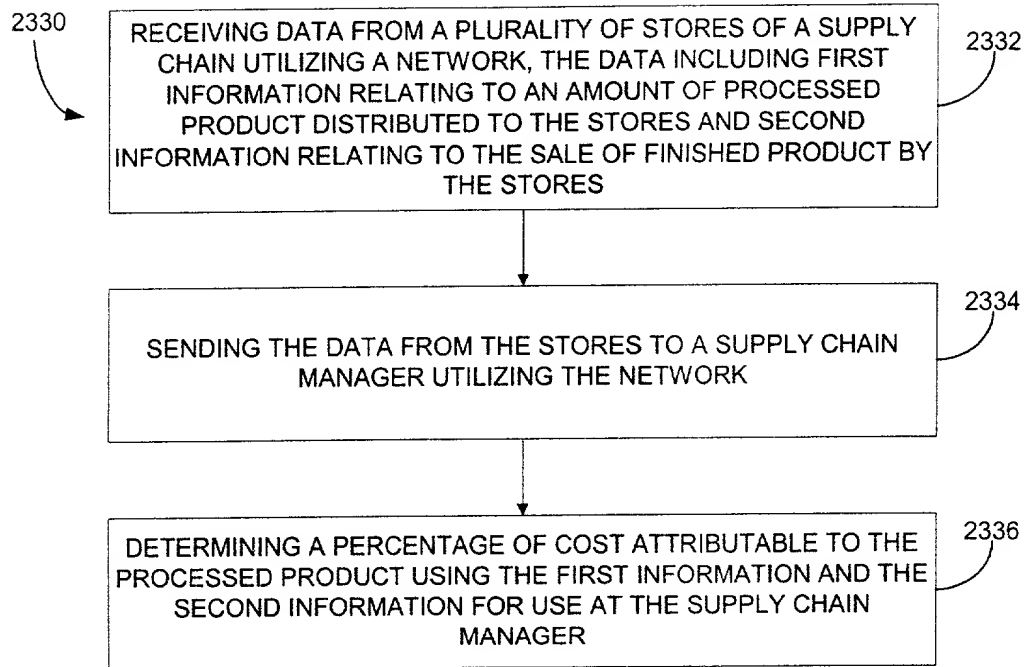 2330
RECEIVING DATA FROM A PLURALITY OF STORES OF A SUPPLY
CHAIN UTILIZING A NETWORK, THE DATA INCLUDING FIRST
INFORMATION RELATING TO AN AMOUNT OF PROCESSED
PRODUCT DISTRIBUTED TO THE STORES AND SECOND
INFORMATION RELATING TO THE SALE OF FINISHED PRODUCT BY
THE STORES
2332
SENDING THE DATA FROM THE STORES TO A SUPPLY CHAIN
MANAGER UTILIZING THE NETWORK
2334
DETERMINING A PERCENTAGE OF COST ATTRIBUTABLE TO THE
PROCESSED PRODUCT USING THE FIRST INFORMATION AND THE
SECOND INFORMATION FOR USE AT THE SUPPLY CHAIN
MANAGER
2336